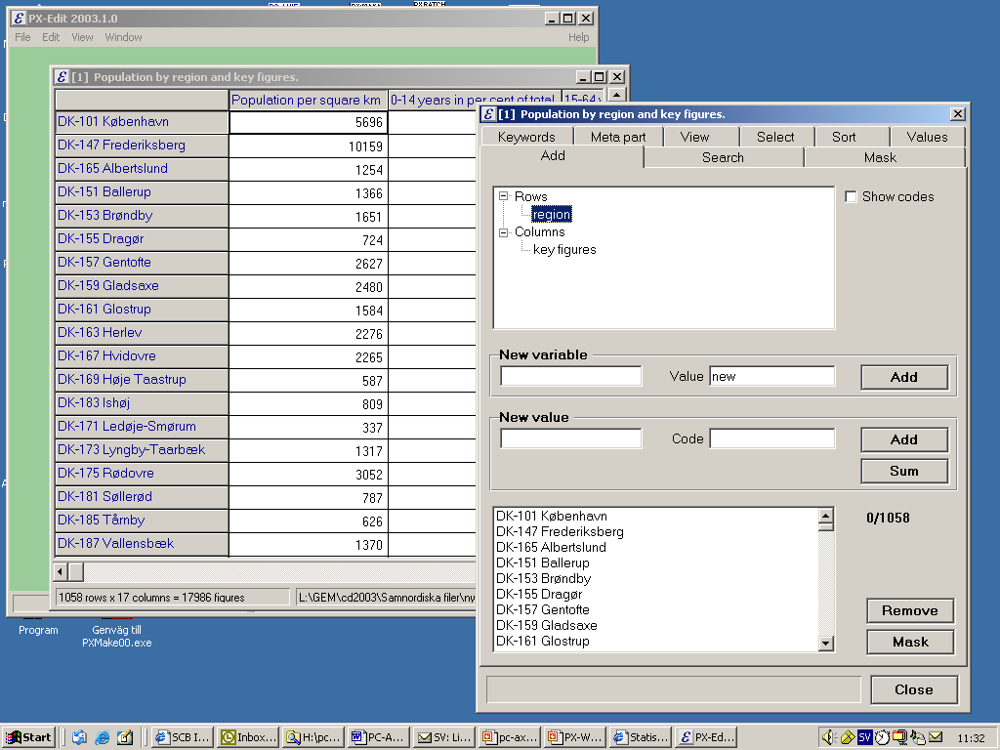 PX-Edit 2003.1.0
File Edit View Window Help
[1] Population by region and key figures.
Population per square km 0-14 years in per cent of total 15-64
DK-101 København 5696
DK-147 Frederiksberg 10159
DK-165 Albertslund 1254
DK-151 Ballerup 1366
DK-153 Brøndby 1651
DK-155 Dragør 724
DK-157 Gentofte 2627
DK-159 Gladsaxe 2480
DK-161 Glostrup 1584
DK-163 Herlev 2276
DK-167 Hvidovre 2265
DK-169 Høje Taastrup 587
DK-183 Ishøj 809
DK-171 Ledøje-Smørum 337
DK-173 Lyngby-Taarbæk 1317
DK-175 Rødovre 3052
DK-181 Søllerød 787
DK-185 Tårnby 626
DK-187 Vallensbæk 1370
1058 rows x 17 columns = 17986 figures L:\GEM\cd2003\Samnordiska filer\ny
[1] Population by region and key figures.
Keywords Meta part View Select Sort Values
Add Search Mask
Rows
region
Columns
key figures
Show codes
New variable
Value new Add
New value
Code Add
Sum
DK-101 København
DK-147 Frederiksberg
DK-165 Albertslund
DK-151 Ballerup
DK-153 Brøndby
DK-155 Dragør
DK-157 Gentofte
DK-159 Gladsaxe
DK-161 Glostrup
0/1058
Remove
Mask
Close
Program
Genväg till
PXMake00.exe
Start SCB I... Inbox... H:\pc... PC-A... SV: Li... pc-ax... PX-W... Statis... PX-Ed... SV 11:32